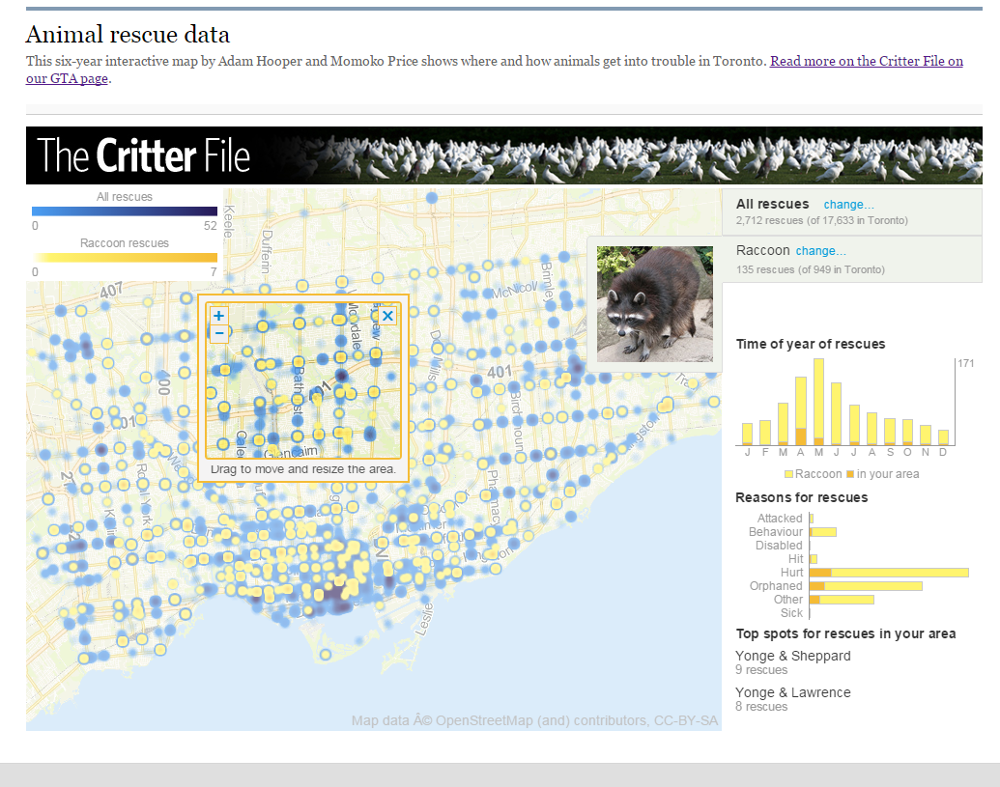 Animal rescue data
This six-year interactive map by Adam Hooper and Momoko Price shows where and how animals get into trouble in Toronto. Read more on the Critter File on
our GTA page.
The Critter File
All rescues
0 52
Raccoon rescues
0 7
All rescues change...
2,712 rescues (of 17,633 in Toronto)
Raccoon change...
135 rescues (of 949 in Toronto)
Keele
Dufferin
407
McNicoll
Brimley
400
401
401
Birchmount
Bathurst
401
Glencairn
+
−
×
Drag to move and resize the area.
Pharmacy
Kingston
Leslie
Map data Â© OpenStreetMap (and) contributors, CC-BY-SA
Time of year of rescues
171
J F M A M J J A S O N D
Raccoon in your area
Reasons for rescues
Attacked
Behaviour
Disabled
Hit
Hurt
Orphaned
Other
Sick
Top spots for rescues in your area
Yonge & Sheppard
9 rescues
Yonge & Lawrence
8 rescues